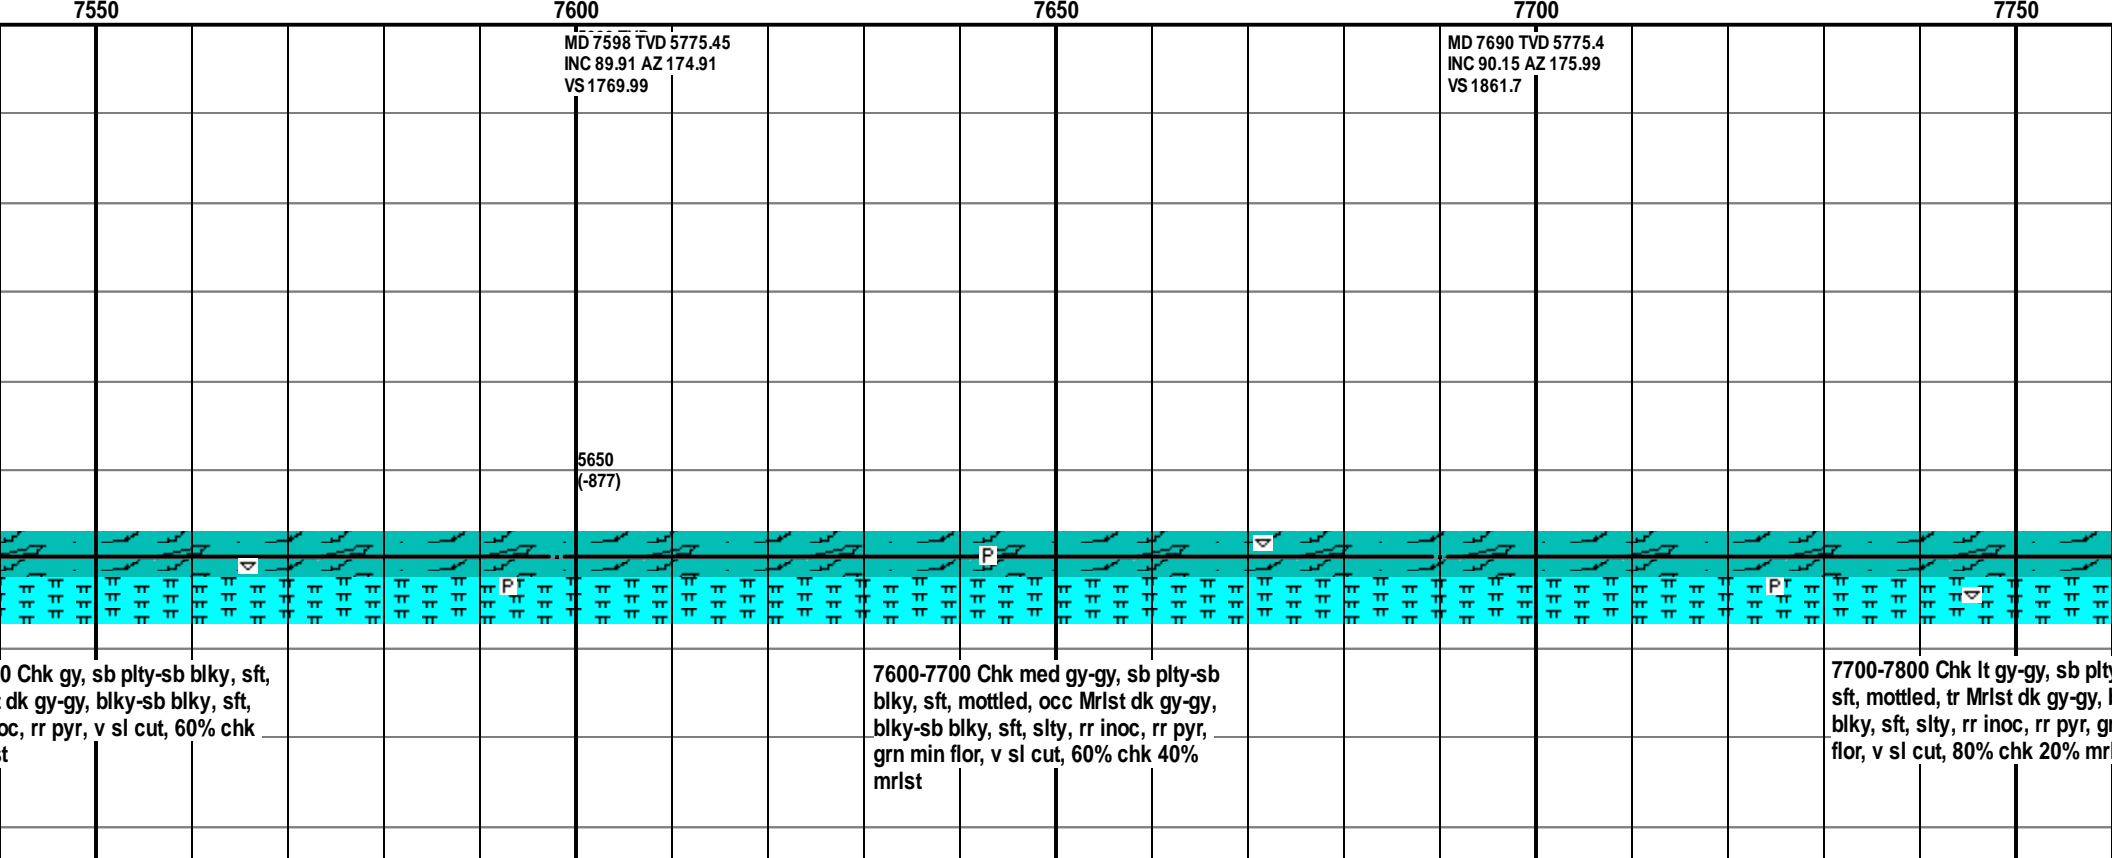 7550 7600 7650 7700 7750
MD 7598 TVD 5775.45
INC 89.91 AZ 174.91
VS 1769.99
MD 7690 TVD 5775.4
INC 90.15 AZ 175.99
VS 1861.7
5650
(-877)
P
P
P
0 Chk gy, sb plty-sb blky, sft,
dk gy-gy, blky-sb blky, sft,
oc, rr pyr, v sl cut, 60% chk
st
7600-7700 Chk med gy-gy, sb plty-sb
blky, sft, mottled, occ Mrlst dk gy-gy,
blky-sb blky, sft, slty, rr inoc, rr pyr,
grn min flor, v sl cut, 60% chk 40%
mrlst
7700-7800 Chk lt gy-gy, sb plty
sft, mottled, tr Mrlst dk gy-gy,
blky, sft, slty, rr inoc, rr pyr, gr
flor, v sl cut, 80% chk 20% mr